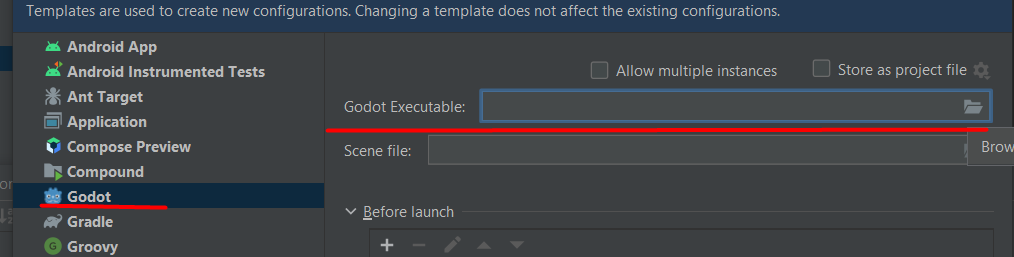 Templates are used to create new configurations. Changing a template does not affect the existing configurations.
Android App
Android Instrumented Tests
Ant Target
Application
Compose Preview
Compound
Godot
Gradle
Groovy
Allow multiple instances
Store as project file
Godot Executable:
Scene file:
Brow
Before launch